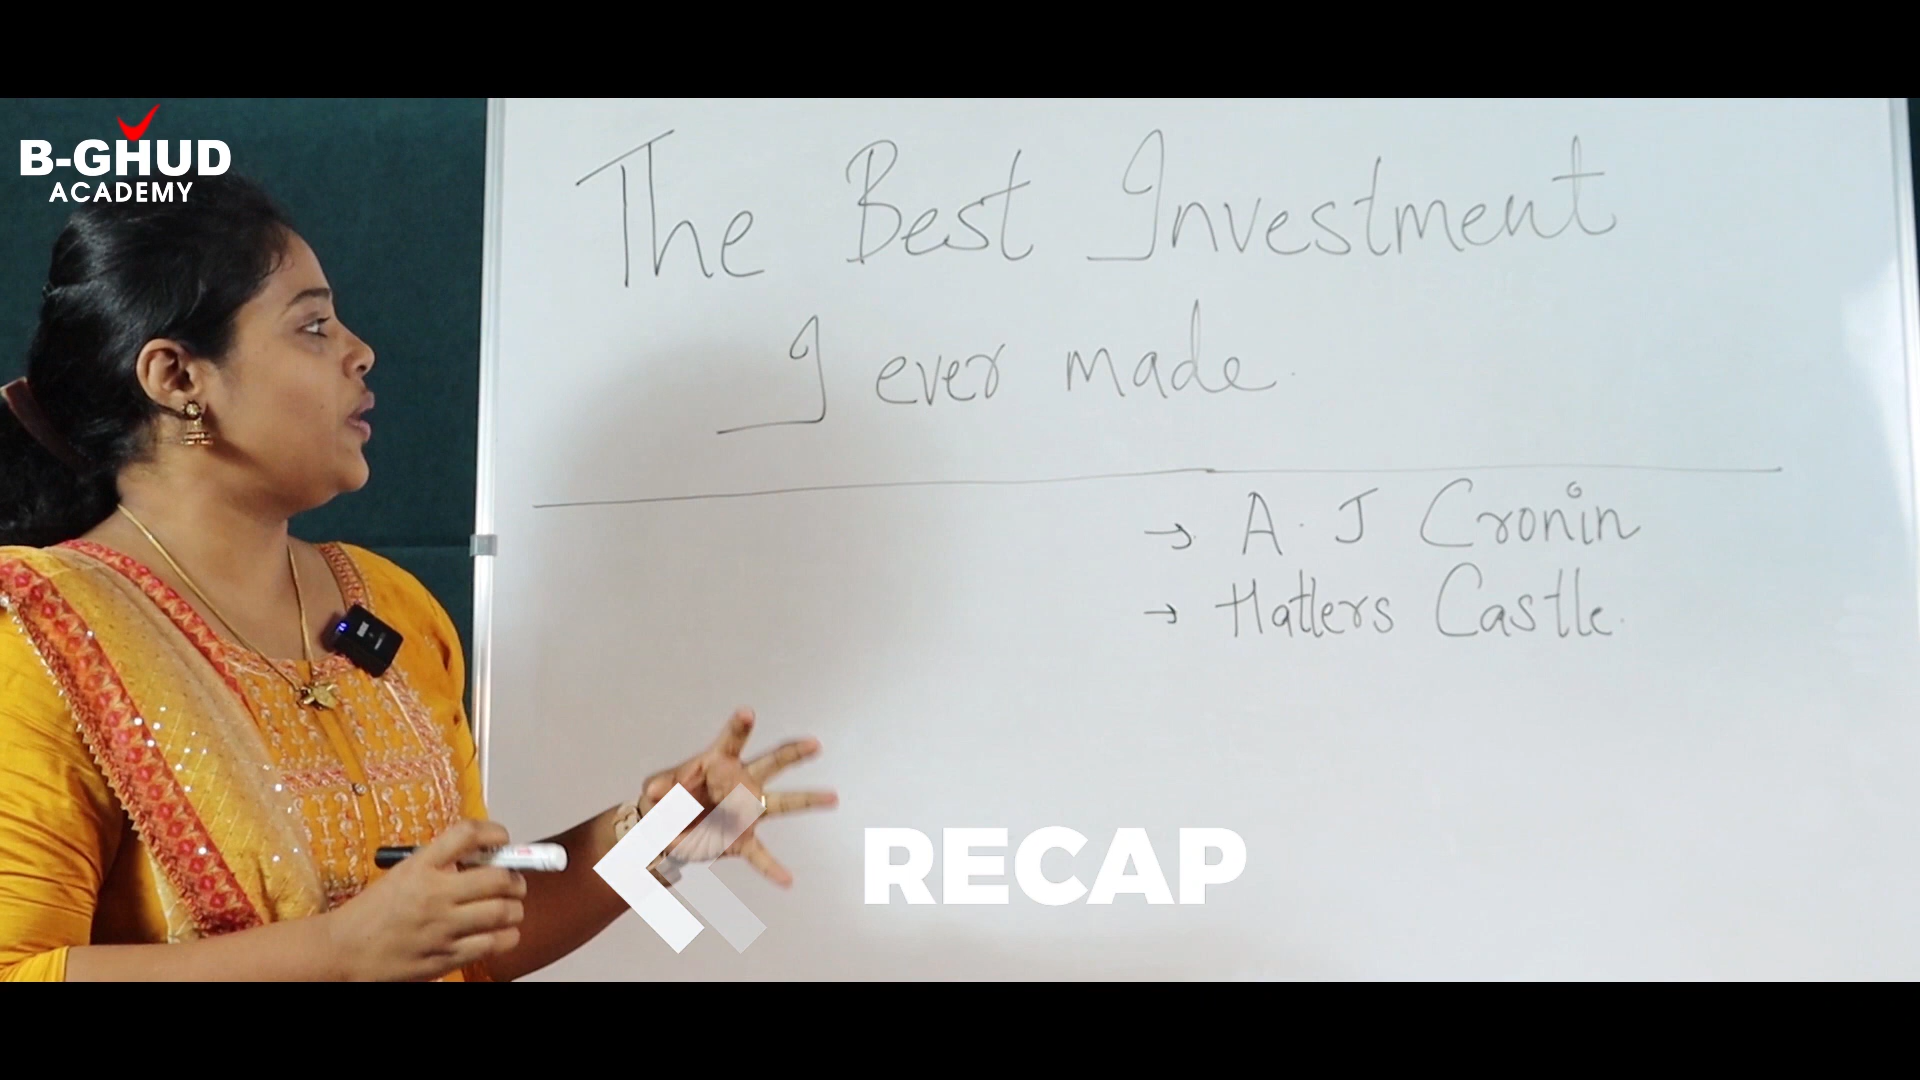 B-GHUD
ACADEMY
The Best Investment
I ever made.
→ A. J Cronin
→ Hatters Castle.
RECAP